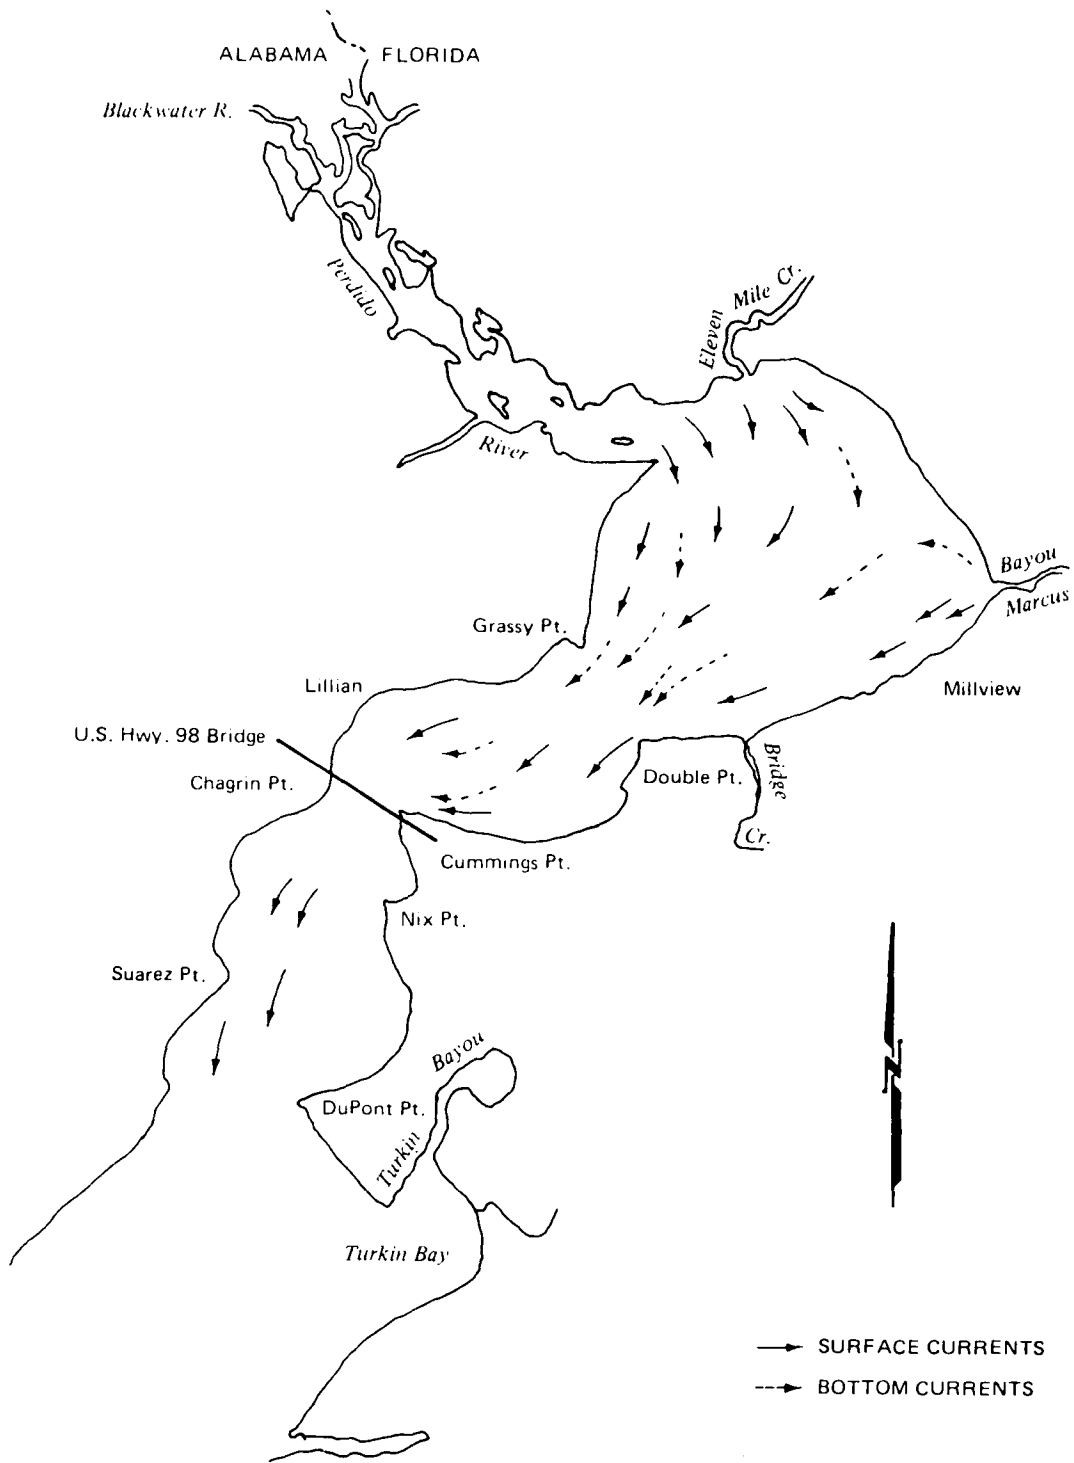 ALABAMA FLORIDA
Blackwater R.
Perdido
River
Eleven Mile Cr.
Bayou
Marcus
Grassy Pt.
Lillian
Millview
U.S. Hwy. 98 Bridge
Chagrin Pt.
Double Pt.
Bridge
Cr.
Cummings Pt.
Nix Pt.
Suarez Pt.
N
Bayou
DuPont Pt.
Turkin
Turkin Bay
SURFACE CURRENTS
BOTTOM CURRENTS